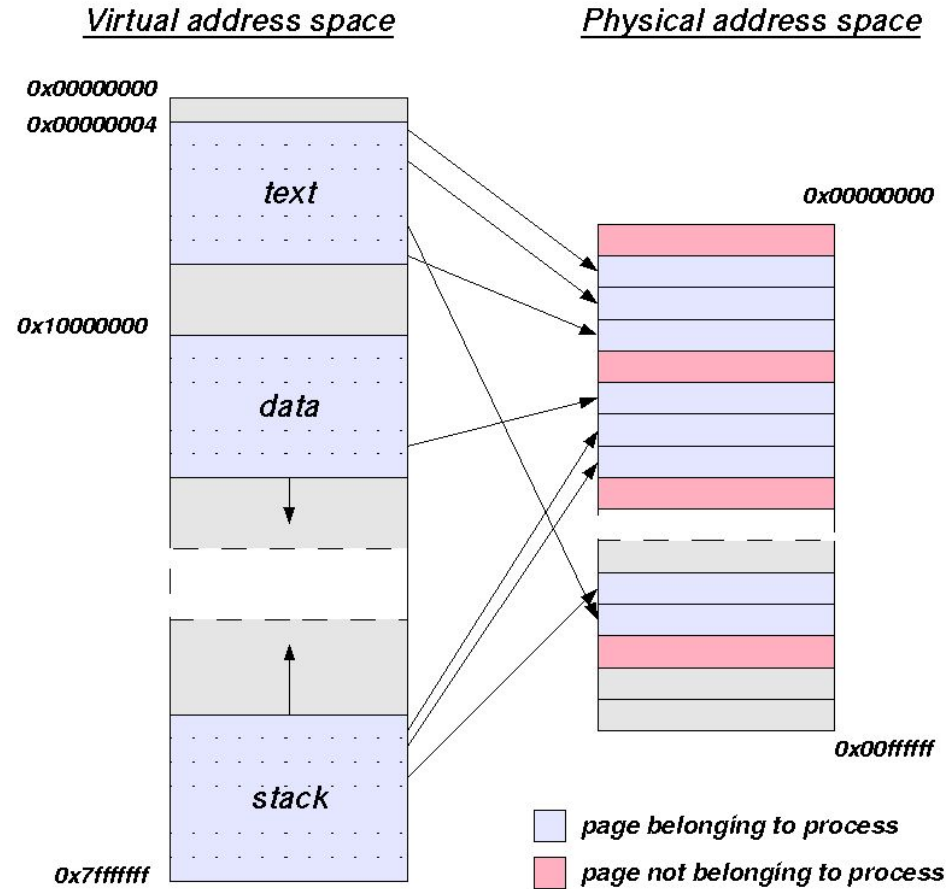 Virtual address space
Physical address space
0x00000000
0x00000004
text
0x10000000
data
stack
0x7fffffff
0x00000000
0x00ffffff
page belonging to process
page not belonging to process